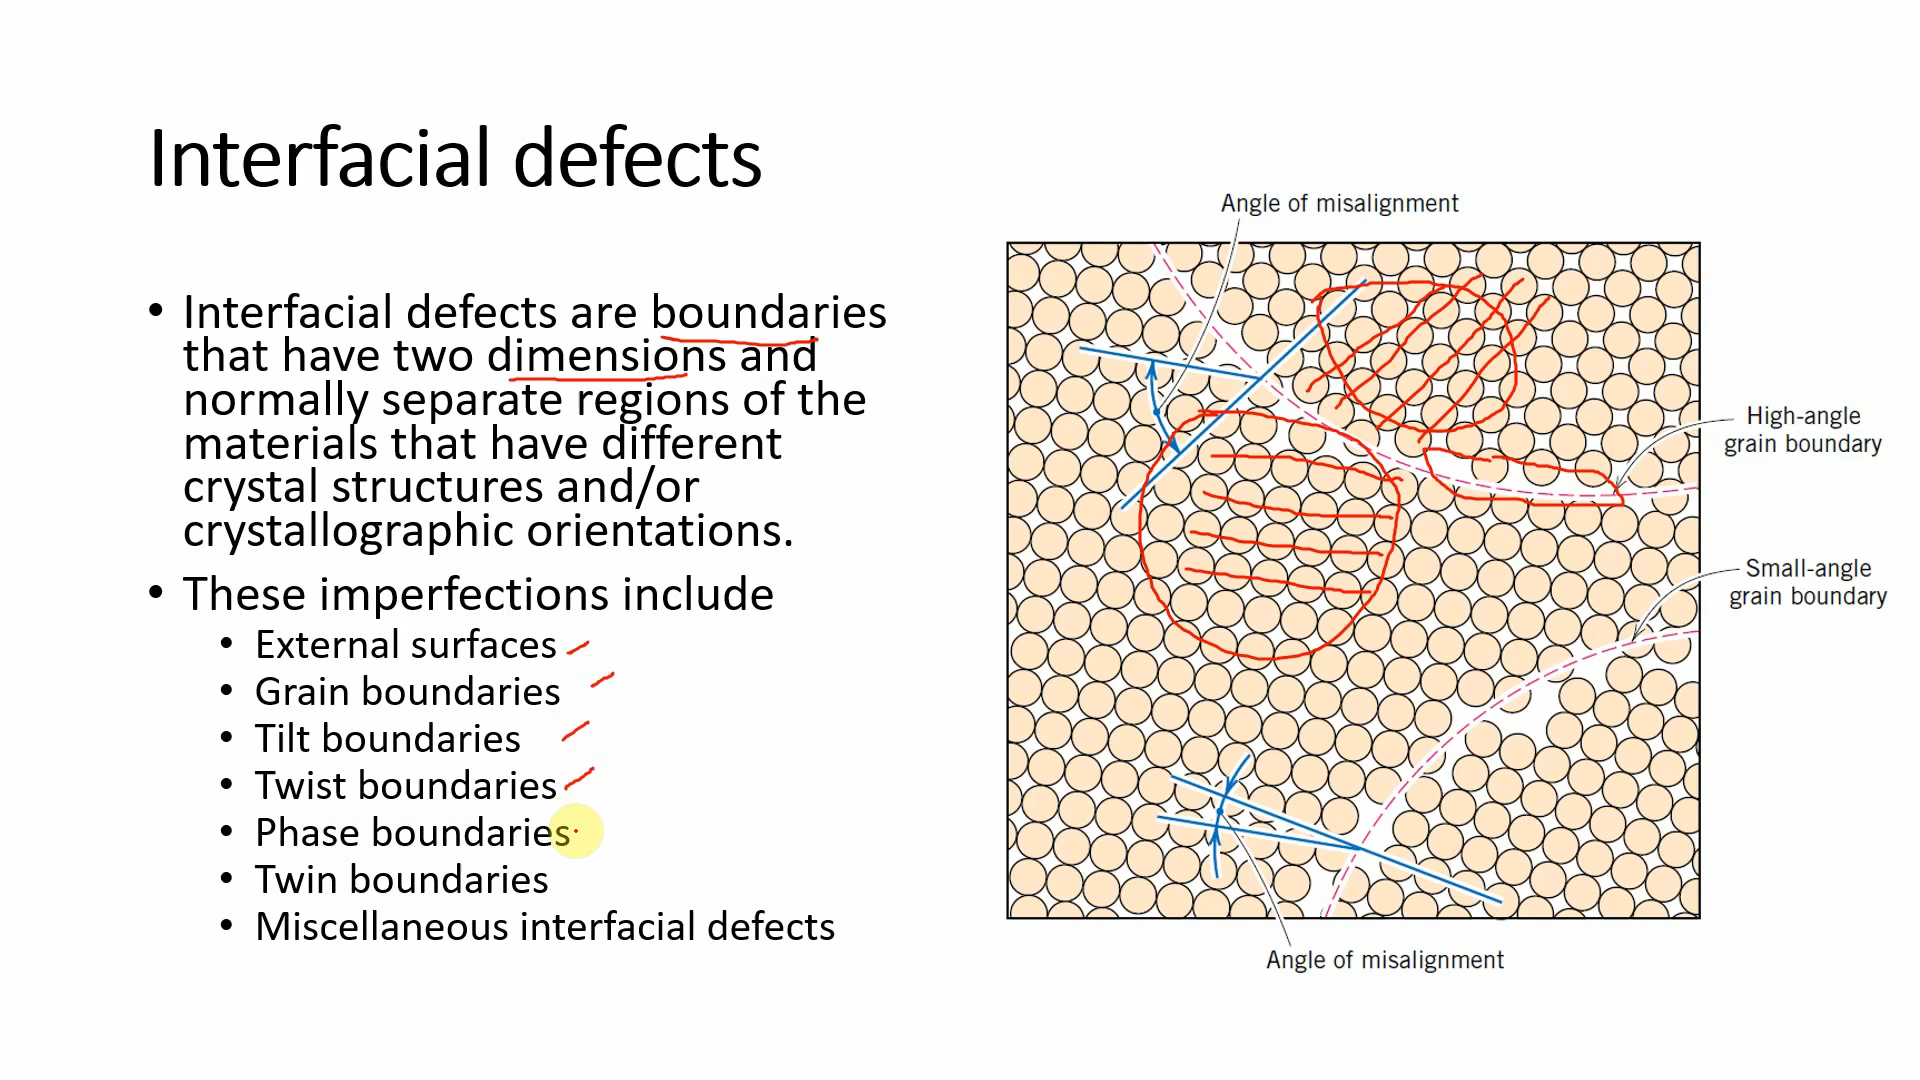 Interfacial defects
• Interfacial defects are boundaries
that have two dimensions and
normally separate regions of the
materials that have different
crystal structures and/or
crystallographic orientations.
• These imperfections include
• External surfaces
• Grain boundaries
• Tilt boundaries
• Twist boundaries
• Phase boundaries
• Twin boundaries
• Miscellaneous interfacial defects
Angle of misalignment
High-angle
grain boundary
Small-angle
grain boundary
Angle of misalignment